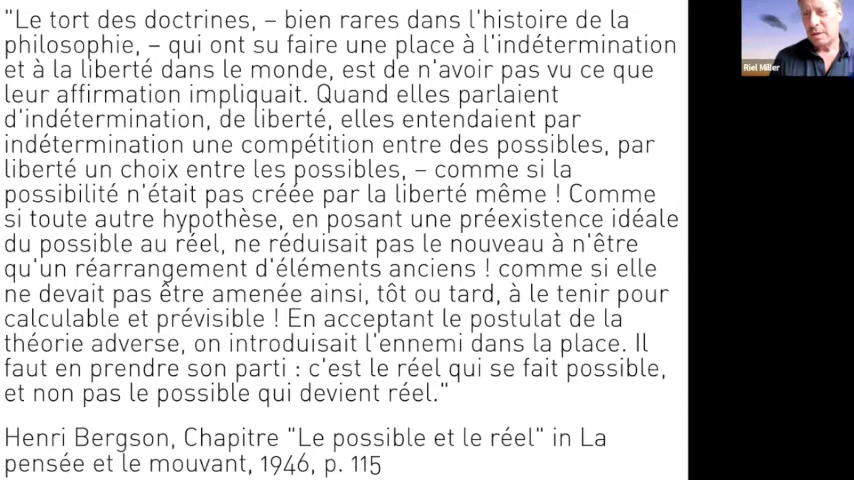 "Le tort des doctrines, – bien rares dans l'histoire de la
philosophie, – qui ont su faire une place à l'indétermination
et à la liberté dans le monde, est de n'avoir pas vu ce que
leur affirmation impliquait. Quand elles parlaient
d'indétermination, de liberté, elles entendaient par
indétermination une compétition entre des possibles, par
liberté un choix entre les possibles, – comme si la
possibilité n'était pas créée par la liberté même ! Comme
si toute autre hypothèse, en posant une préexistence idéale
du possible au réel, ne réduisait pas le nouveau à n'être
qu'un réarrangement d'éléments anciens ! comme si elle
ne devait pas être amenée ainsi, tôt ou tard, à le tenir pour
calculable et prévisible ! En acceptant le postulat de la
théorie adverse, on introduisait l'ennemi dans la place. Il
faut en prendre son parti : c'est le réel qui se fait possible,
et non pas le possible qui devient réel."
Henri Bergson, Chapitre "Le possible et le réel" in La
pensée et le mouvant, 1946, p. 115
Riel Miller